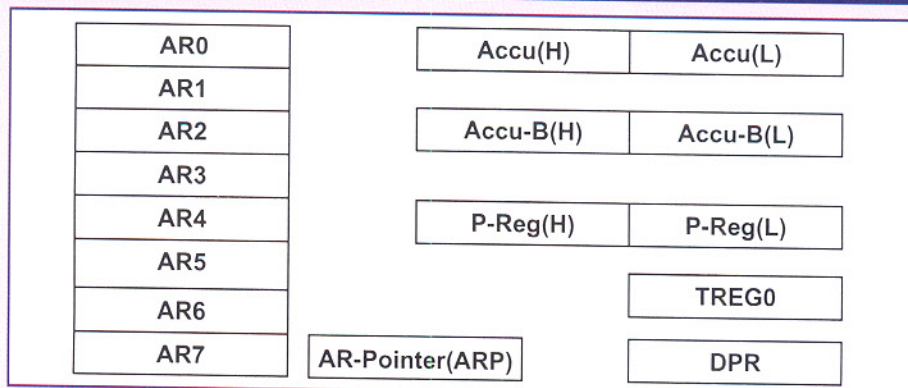 AR0
AR1
AR2
AR3
AR4
AR5
AR6
AR7
AR-Pointer(ARP)
Accu(H) Accu(L)
Accu-B(H) Accu-B(L)
P-Reg(H) P-Reg(L)
TREG0
DPR